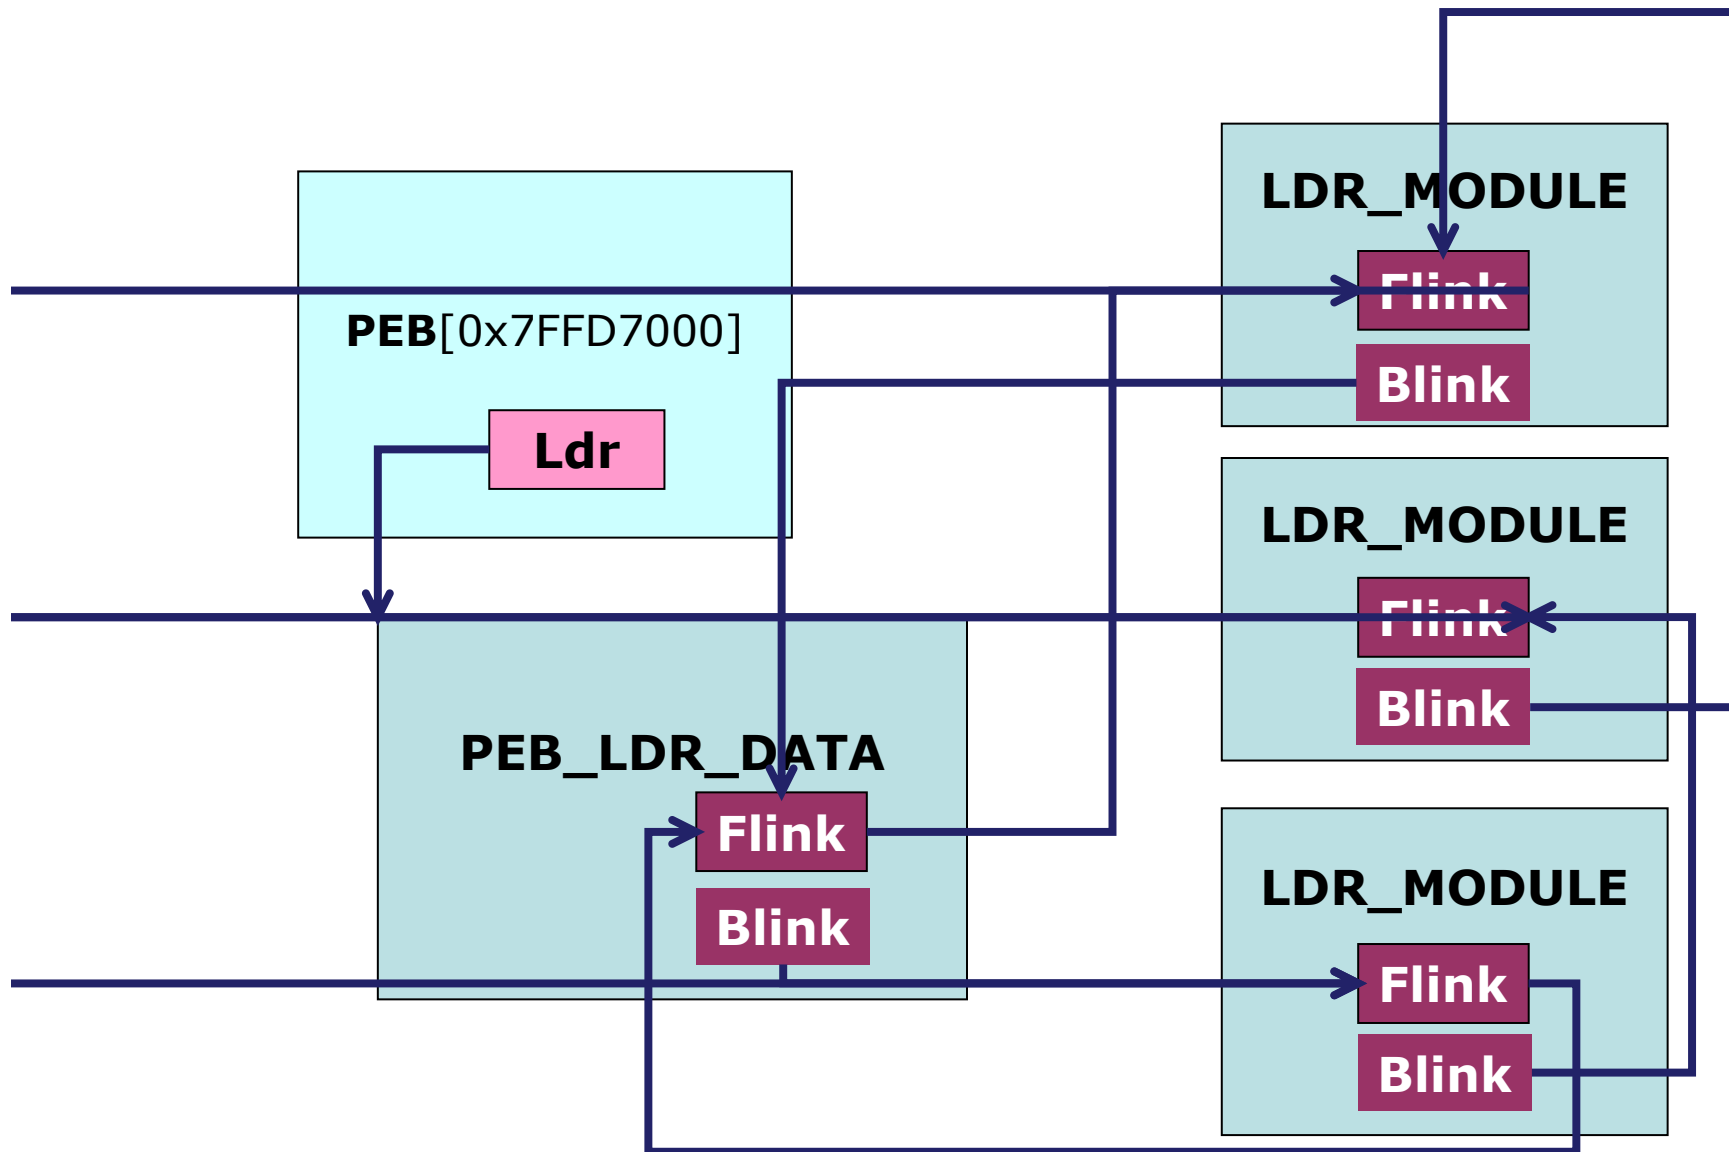 PEB[0x7FFD7000]
Ldr
PEB_LDR_DATA
Flink
Blink
LDR_MODULE
Flink
Blink
LDR_MODULE
Flink
Blink
LDR_MODULE
Flink
Blink